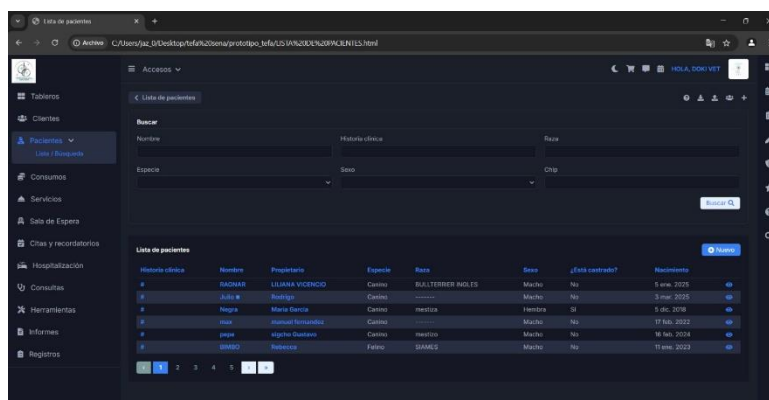 Lista de pacientes
Archivo C:/Users/jaz_0/Desktop/tefa%20sena/prototipo_tefa/LISTA%20DE%20PACIENTES.html
Accesos
HOLA, DOKI VET
Tableros
Clientes
Pacientes
Lista / Búsqueda
Consumos
Servicios
Sala de Espera
Citas y recordatorios
Hospitalización
Consultas
Herramientas
Informes
Registros
Lista de pacientes
Buscar
Nombre Historia clínica Raza
Especie Sexo Chip
Buscar
Lista de pacientes
Nuevo
Historia clínica Nombre Propietario Especie Raza Sexo ¿Está castrado? Nacimiento
# RAGNAR LILIANA VICENCIO Canino BULLTERRIER INGLES Macho No 5 ene. 2025
# Julio Rodrigo Canino -------- Macho No 3 mar. 2025
# Negra Maria Garcia Canino mestiza Hembra Si 5 dic. 2018
# max manuel fernandez Canino -------- Macho No 17 feb. 2022
# pepe Gustavo Canino mestizo Macho No 16 feb. 2024
# BIMBO Rebecca Felino SIAMES Macho No 11 ene. 2023
‹ 1 2 3 4 5 › »